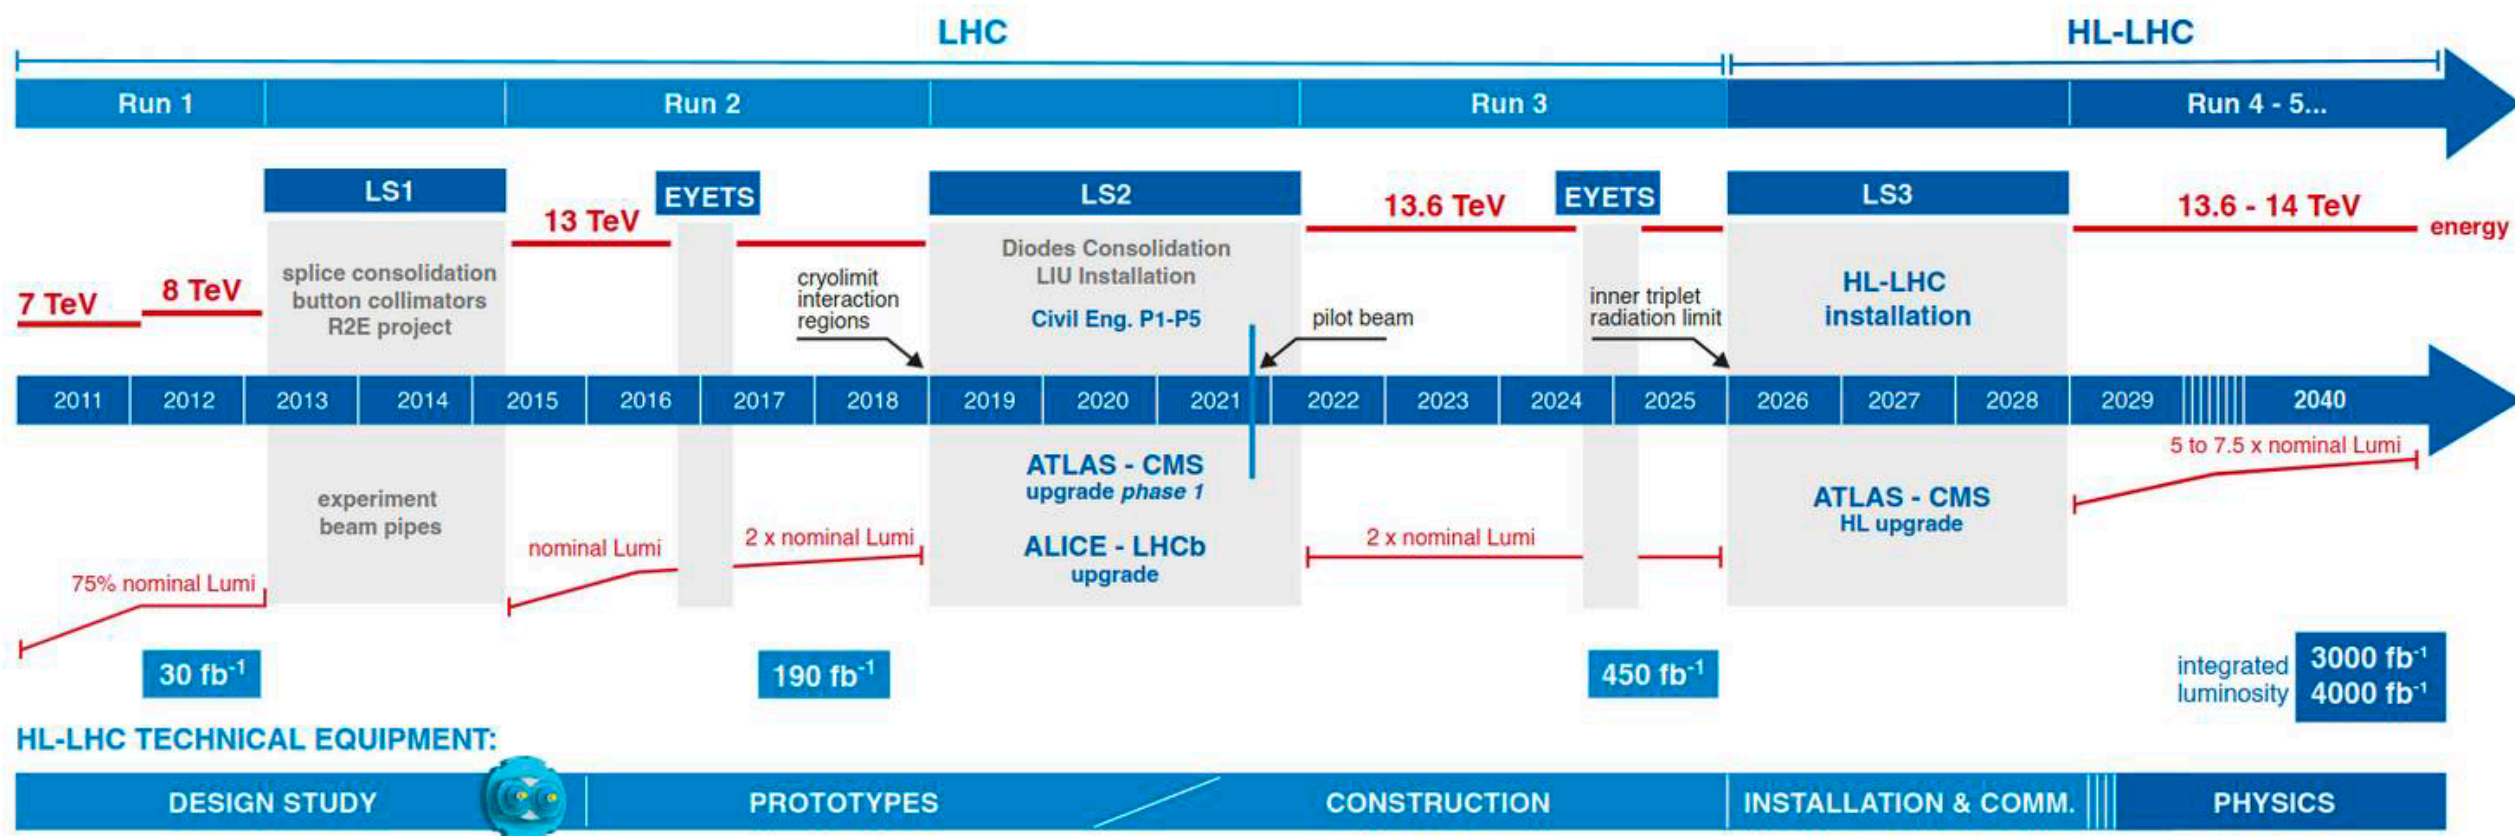 LHC
HL-LHC
Run 1
Run 2
Run 3
Run 4 - 5...
LS1
EYETS
LS2
EYETS
LS3
13 TeV
13.6 TeV
13.6 - 14 TeV
energy
7 TeV
8 TeV
splice consolidation
button collimators
R2E project
cryolimit
interaction
regions
Diodes Consolidation
LIU Installation
Civil Eng. P1-P5
pilot beam
inner triplet
radiation limit
HL-LHC
installation
2011
2012
2013
2014
2015
2016
2017
2018
2019
2020
2021
2022
2023
2024
2025
2026
2027
2028
2029
2040
experiment
beam pipes
ATLAS - CMS
upgrade phase 1
ALICE - LHCb
upgrade
ATLAS - CMS
HL upgrade
5 to 7.5 x nominal Lumi
75% nominal Lumi
nominal Lumi
2 x nominal Lumi
2 x nominal Lumi
30 fb⁻¹
190 fb⁻¹
450 fb⁻¹
integrated
luminosity
3000 fb⁻¹
4000 fb⁻¹
HL-LHC TECHNICAL EQUIPMENT:
DESIGN STUDY
PROTOTYPES
CONSTRUCTION
INSTALLATION & COMM.
PHYSICS